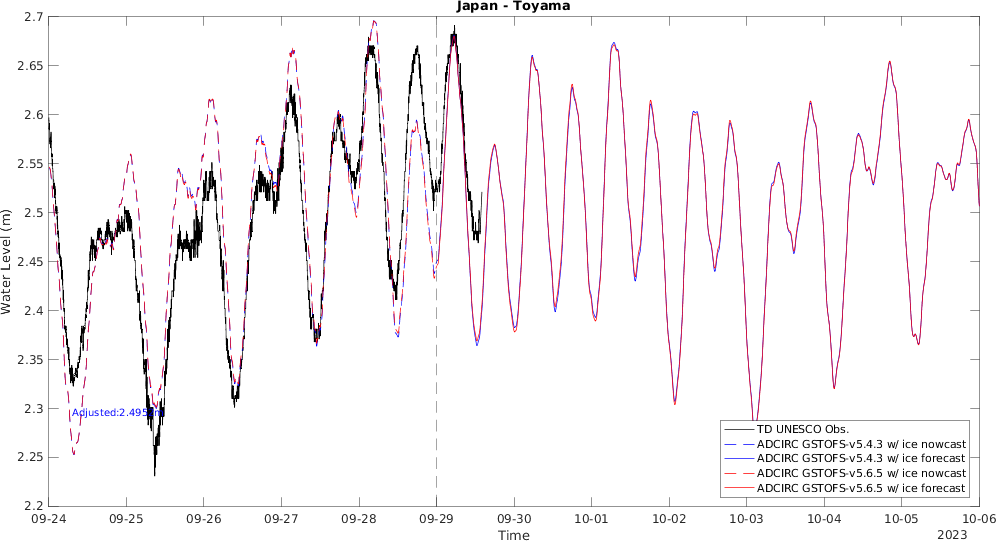 Japan - Toyama
2.7
2.65
2.6
2.55
2.5
2.45
2.4
2.35
2.3
2.25
2.2
Water Level (m)
Adjusted:2.495
TD UNESCO Obs.
ADCIRC GSTOFS-v5.4.3 w/ ice nowcast
ADCIRC GSTOFS-v5.4.3 w/ ice forecast
ADCIRC GSTOFS-v5.6.5 w/ ice nowcast
ADCIRC GSTOFS-v5.6.5 w/ ice forecast
09-24 09-25 09-26 09-27 09-28 09-29 09-30 10-01 10-02 10-03 10-04 10-05 10-06
Time
2023